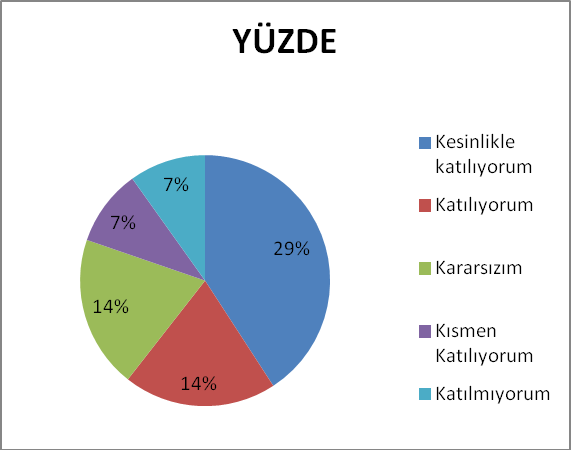 YÜZDE
7%
7%
29%
14%
14%
Kesinlikle
katılıyorum
Katılıyorum
Kararsızım
Kısmen
Katılıyorum
Katılmıyorum